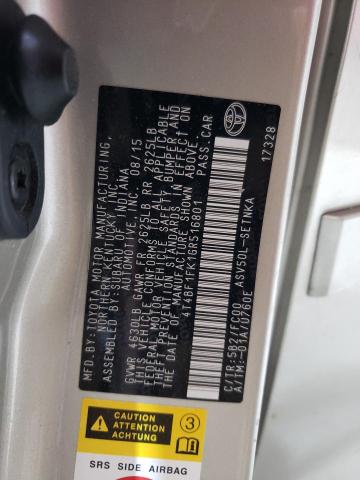 MFD.BY:TOYOTA MOTOR MANUFACTURING,
NORTHERN KENTUCKY, INC.
ASSEMBLED BY:SUBARU OF INDIANA
AUTOMOTIVE, INC. 08/15
GVWR 4630LB GAWR FR 2625LB RR 2625LB
THIS VEHICLE CONFORMS TO ALL APPLICABLE
FEDERAL MOTOR VEHICLE SAFETY, BUMPER, AND
THEFT PREVENTION STANDARDS IN EFFECT ON
THE DATE OF MANUFACTURE SHOWN ABOVE.
4T4BF1FK1GR516801 PASS.CAR
C/TR:5B2/FC00 ASV50L-SETNKA
A/TM:-01A/U760E
17328
CAUTION
ATTENTION
ACHTUNG
3
SRS SIDE AIRBAG